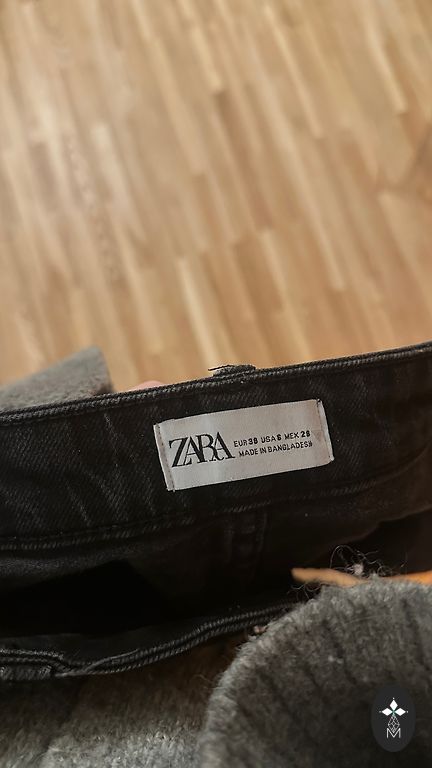 ZARA
EUR 38 USA 6 MEX 28
MADE IN BANGLADESH
M